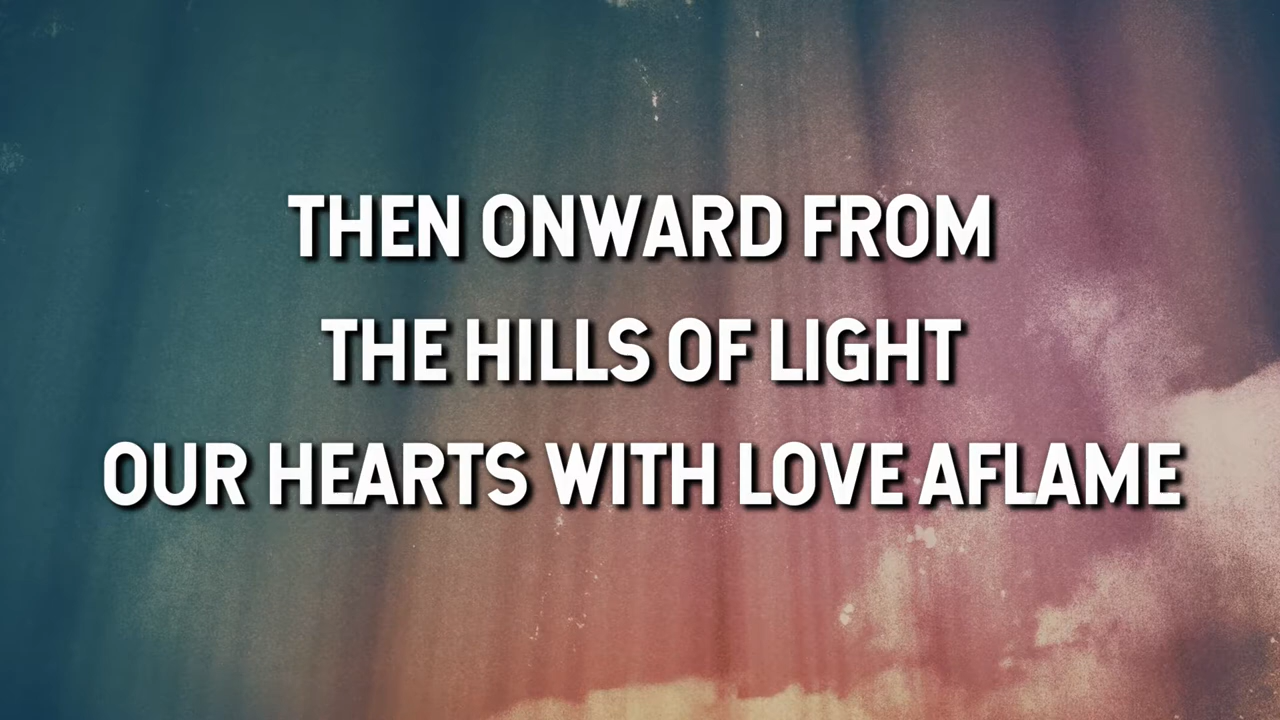 THEN ONWARD FROM
THE HILLS OF LIGHT
OUR HEARTS WITH LOVE AFLAME